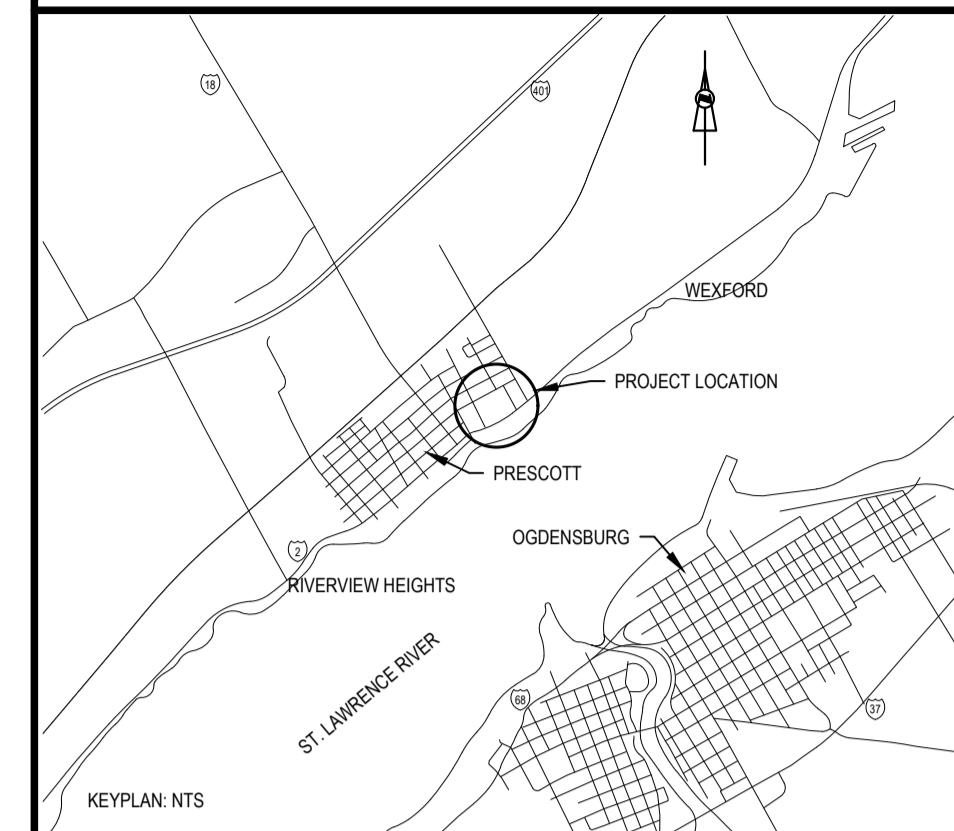 18
401
WEXFORD
PROJECT LOCATION
PRESCOTT
OGDENSBURG
2
RIVERVIEW HEIGHTS
ST. LAWRENCE RIVER
68
37
KEYPLAN: NTS